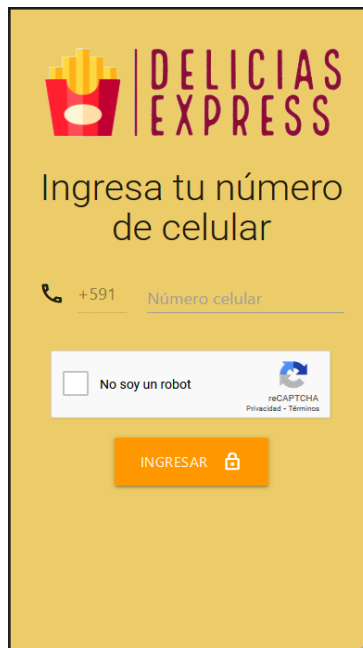 DELICIAS
EXPRESS
Ingresa tu número
de celular
+591 Número celular
No soy un robot
reCAPTCHA
Privacidad - Términos
INGRESAR